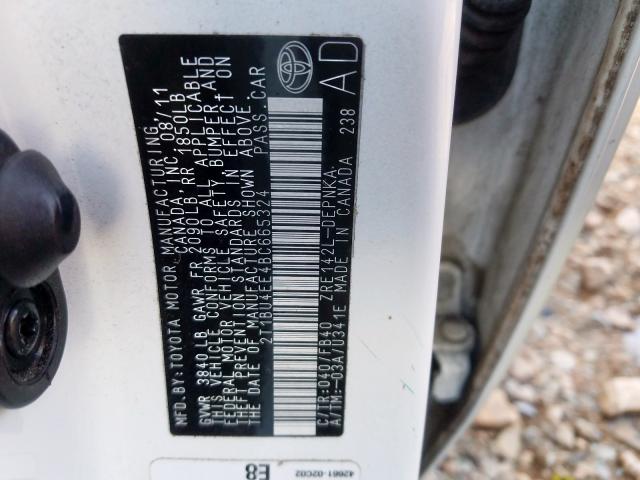 MFD.BY:TOYOTA MOTOR MANUFACTURING
CANADA, INC. 08/11
GVWR 3840LB GAWR FR 2090LB RR 1850LB
THIS VEHICLE CONFORMS TO ALL APPLICABLE
FEDERAL MOTOR VEHICLE SAFETY, BUMPER, AND
THEFT PREVENTION STANDARDS IN EFFECT ON
THE DATE OF MANUFACTURE SHOWN ABOVE.
2T1BU4EE4BC665324 PASS.CAR
C/TR:040/FB40 ZRE142L-DEPNKA
A/TM:-03A/U341E MADE IN CANADA 238
AD
42661-02C02
E8